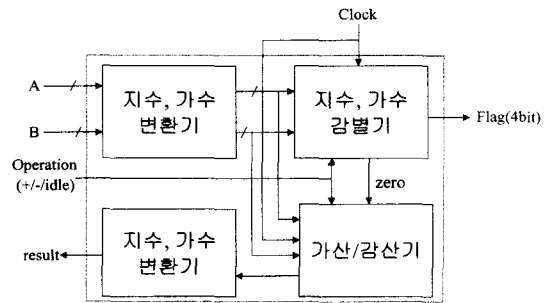 Clock
A
B
지수, 가수
변환기
지수, 가수
감별기
Flag(4bit)
Operation
(+/-/idle)
zero
result
지수, 가수
변환기
가산/감산기